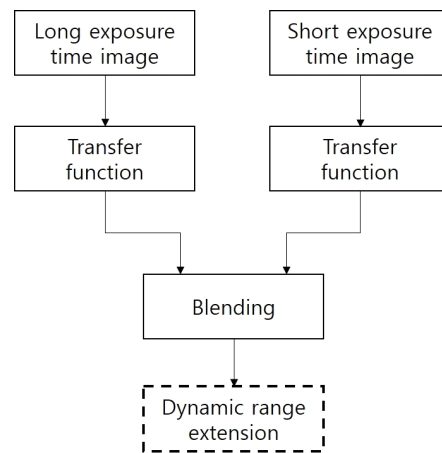 Long exposure
time image
Short exposure
time image
Transfer
function
Transfer
function
Blending
Dynamic range
extension